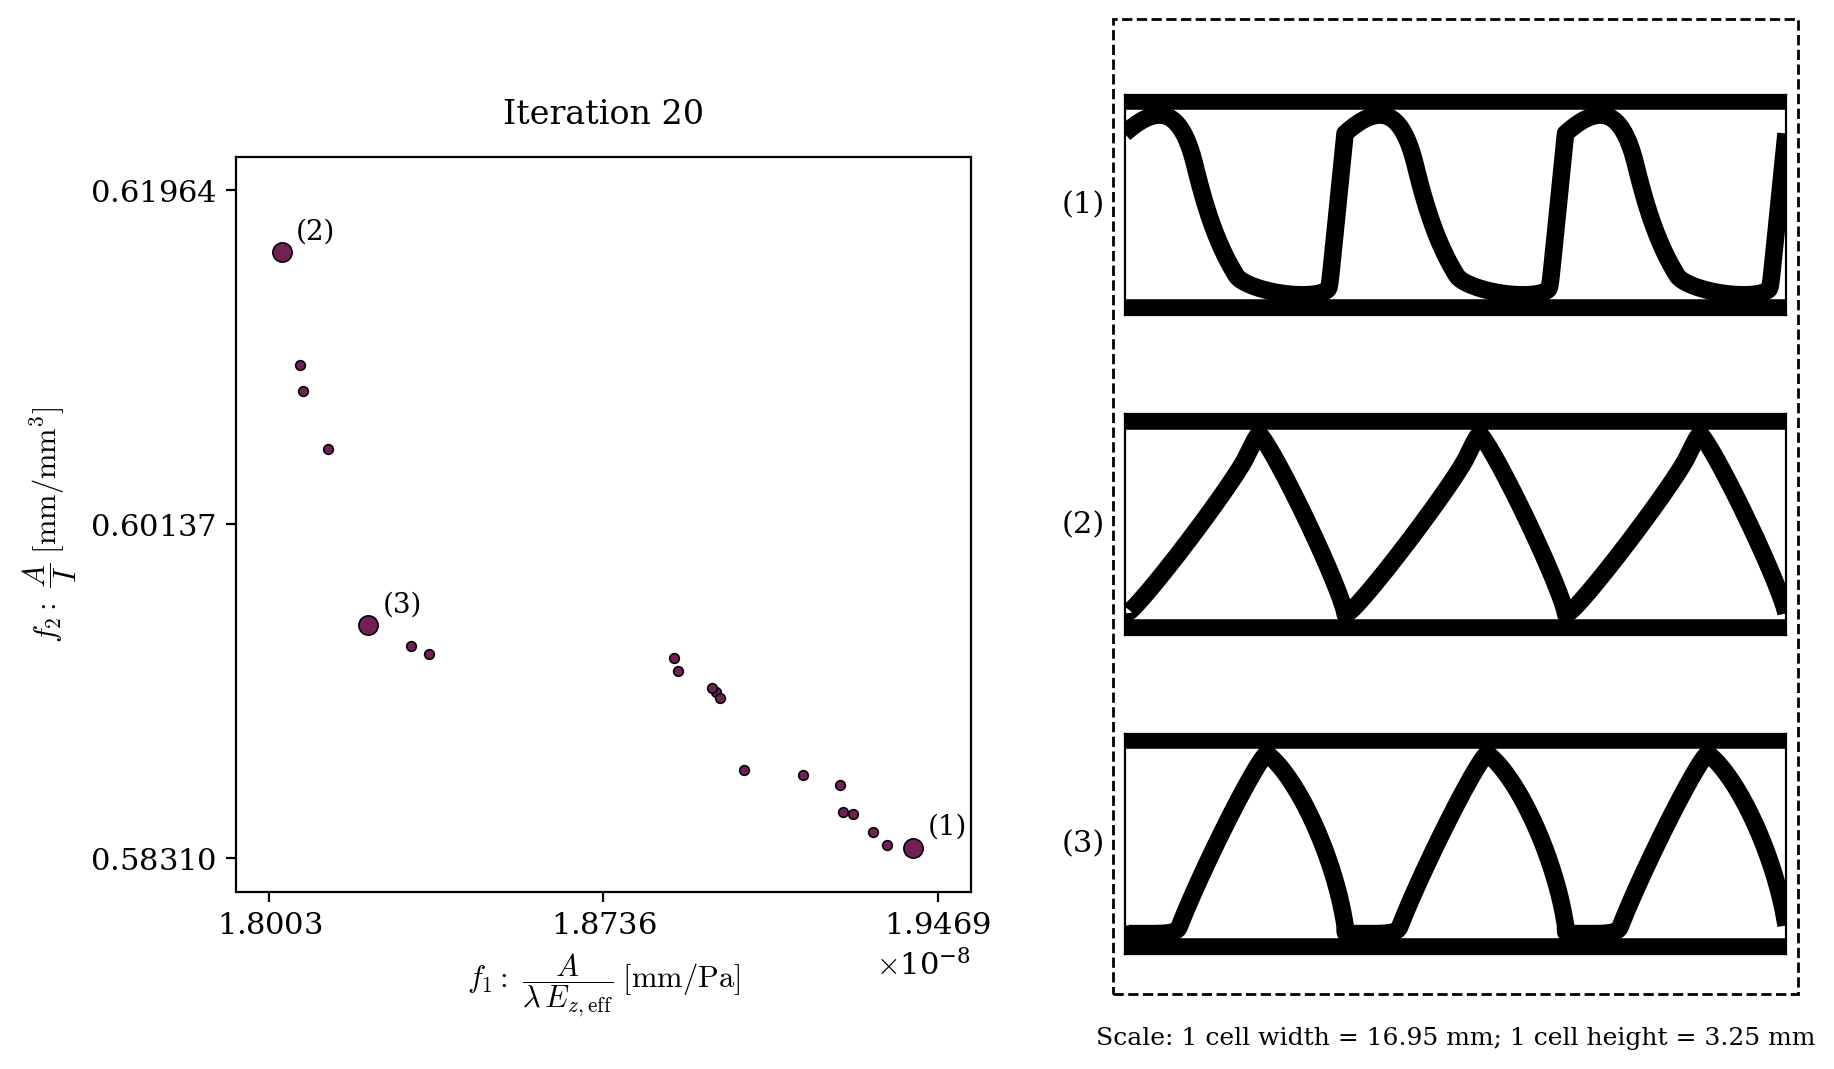 Iteration 20
0.61964
0.60137
0.58310
f₂: A/I [mm/mm³]
(2)
(3)
(1)
1.8003 1.8736 1.9469
×10⁻⁸
f₁: A/(λ E_z, eff) [mm/Pa]
(1)
(2)
(3)
Scale: 1 cell width = 16.95 mm; 1 cell height = 3.25 mm